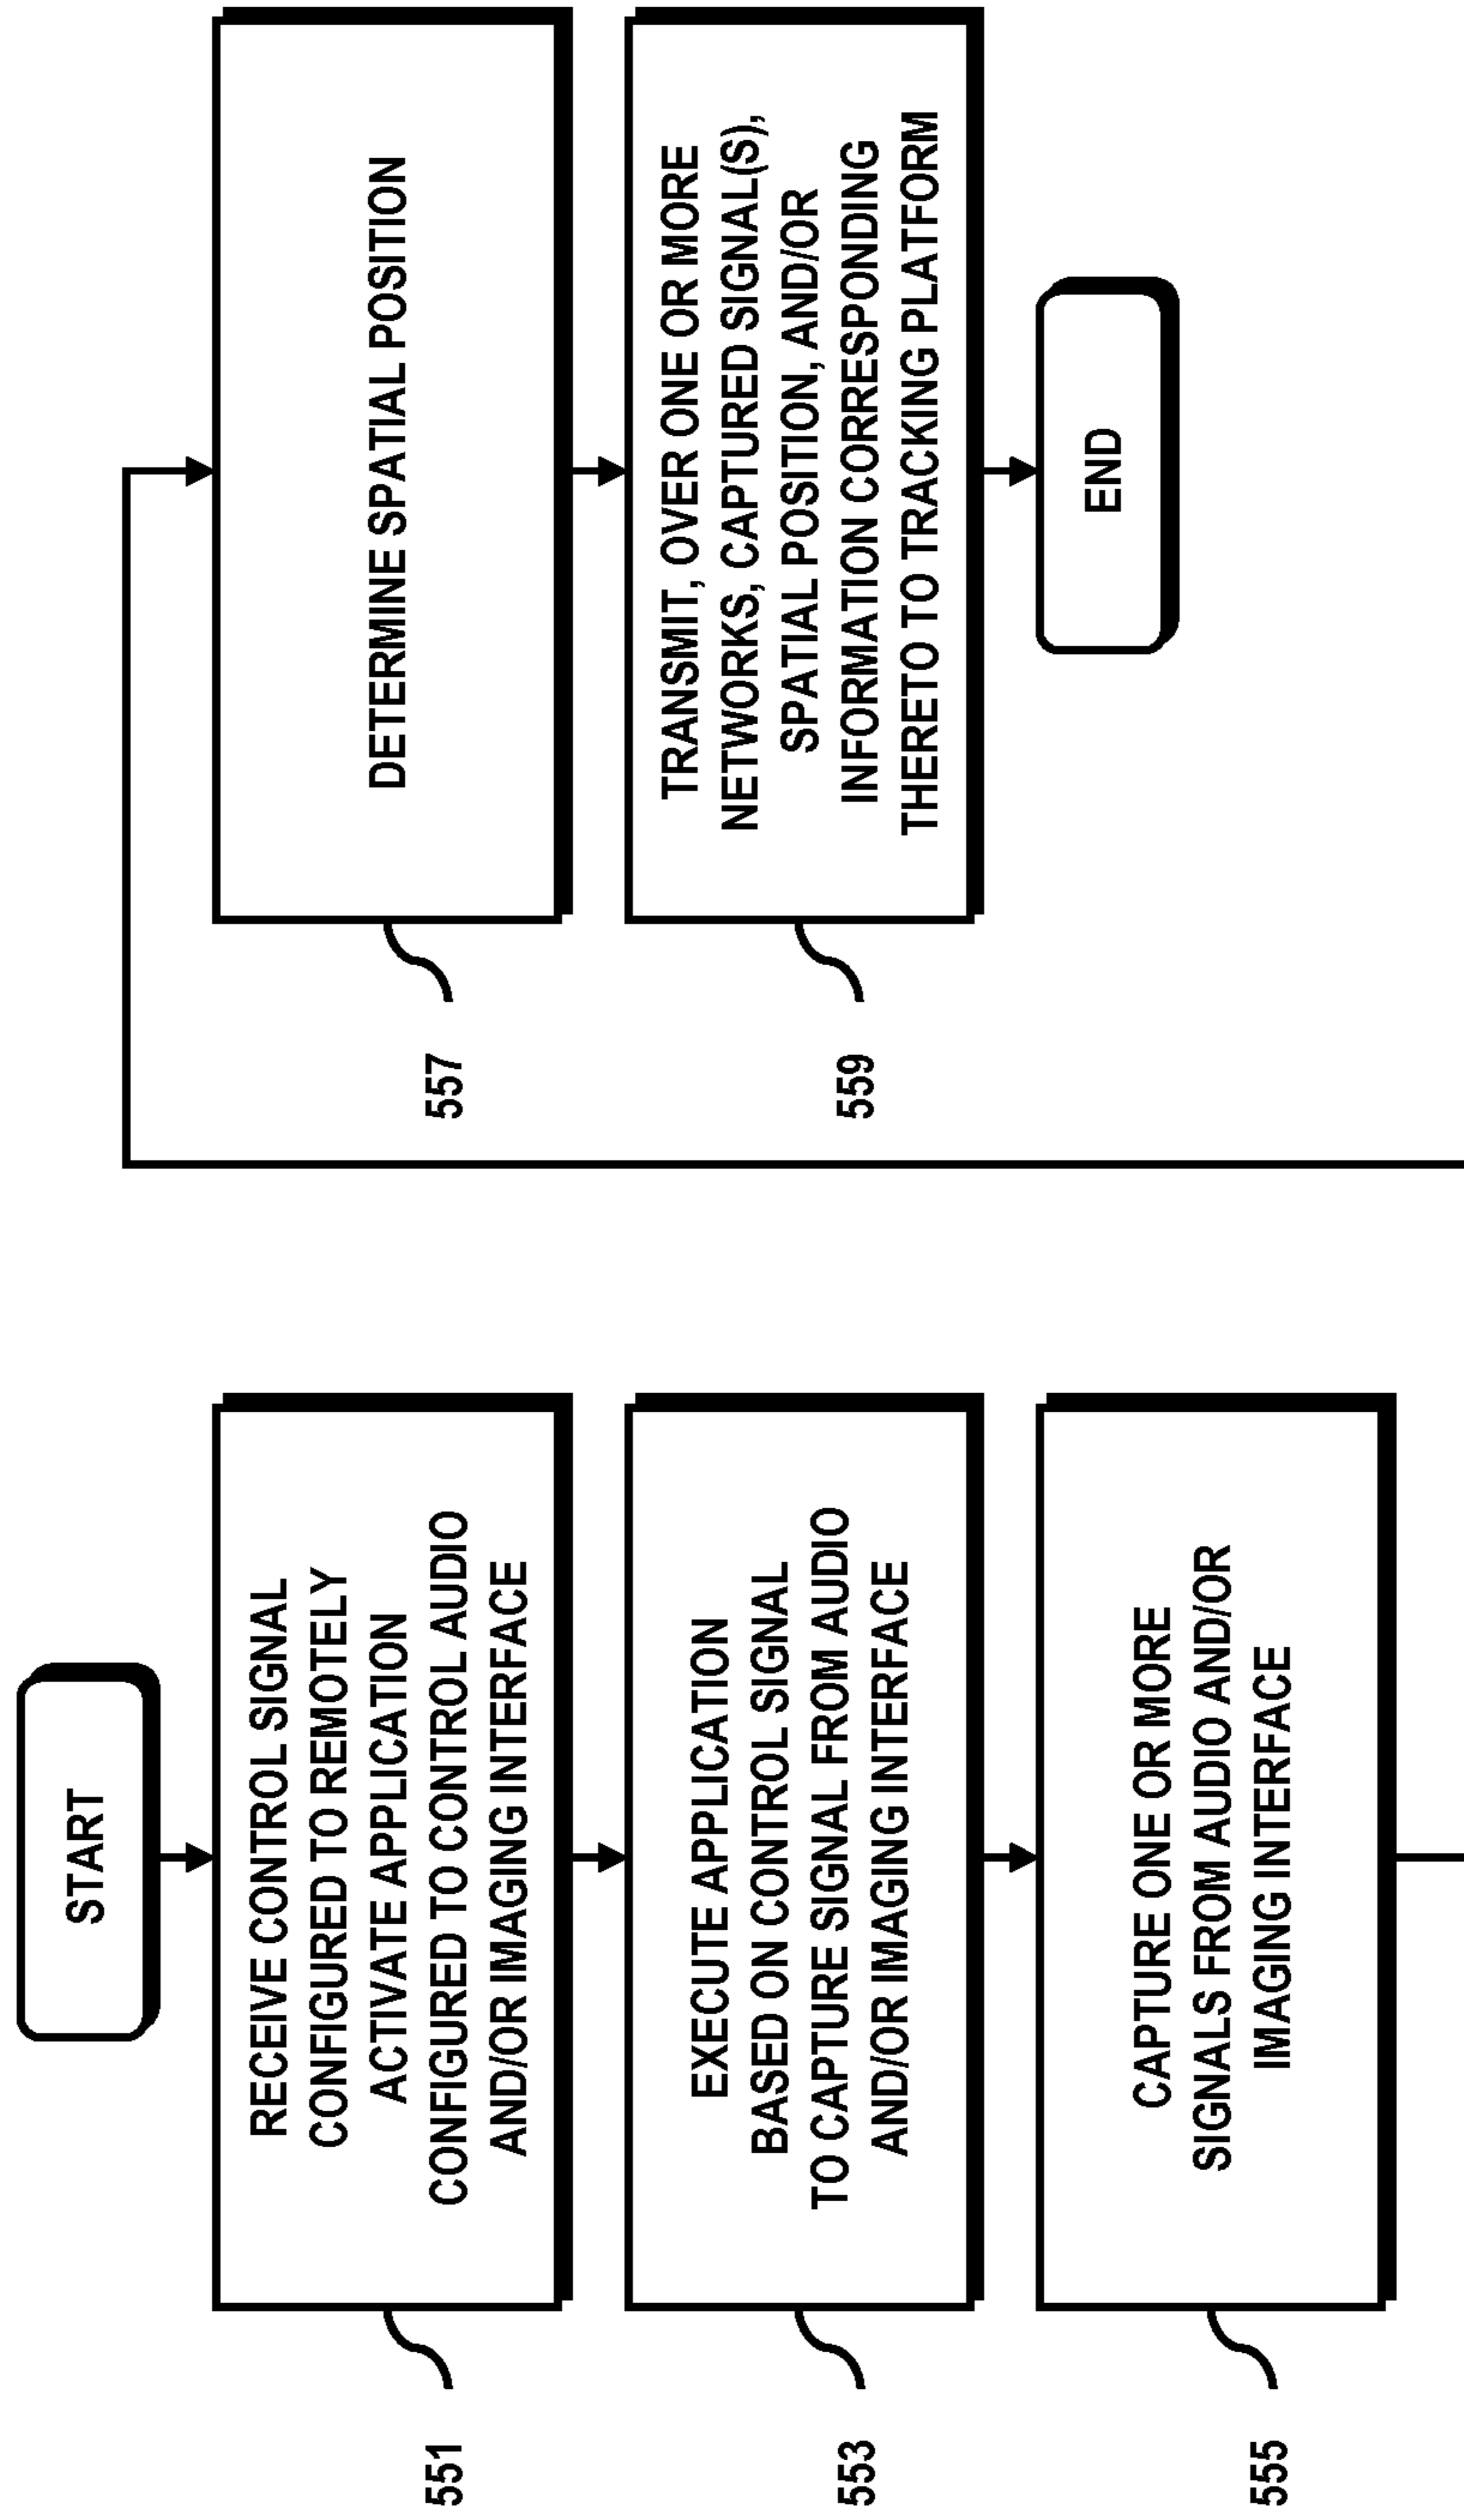 START
551
RECEIVE CONTROL SIGNAL
CONFIGURED TO REMOTELY
ACTIVATE APPLICATION
CONFIGURED TO CONTROL AUDIO
AND/OR IMAGING INTERFACE
553
EXECUTE APPLICATION
BASED ON CONTROL SIGNAL
TO CAPTURE SIGNAL FROM AUDIO
AND/OR IMAGING INTERFACE
555
CAPTURE ONE OR MORE
SIGNALS FROM AUDIO AND/OR
IMAGING INTERFACE
557
DETERMINE SPATIAL POSITION
559
TRANSMIT, OVER ONE OR MORE
NETWORKS, CAPTURED SIGNAL(S),
SPATIAL POSITION, AND/OR
INFORMATION CORRESPONDING
THERETO TO TRACKING PLATFORM
END